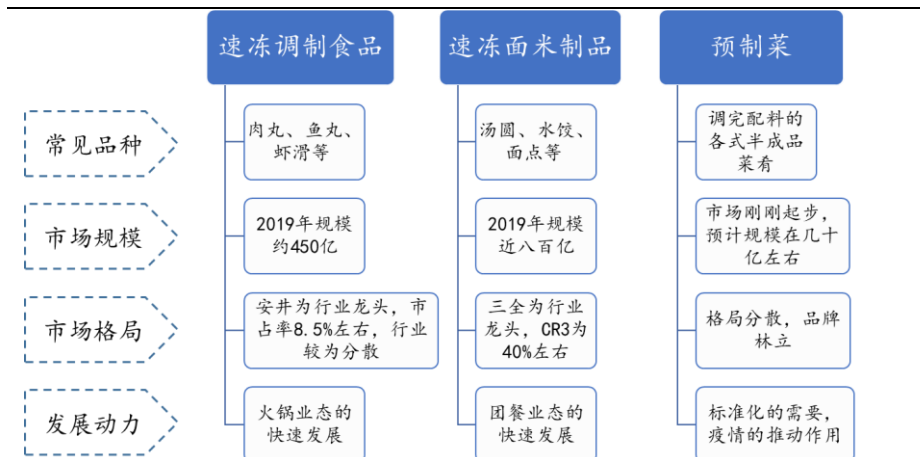 速冻调制食品
速冻面米制品
预制菜
常见品种
肉丸、鱼丸、
虾滑等
汤圆、水饺、
面点等
调完配料的
各式半成品
菜肴
市场规模
2019年规模
约450亿
2019年规模
近八百亿
市场刚刚起步，
预计规模在几十
亿左右
市场格局
安井为行业龙头，市
占率8.5%左右，行业
较为分散
三全为行业
龙头，CR3为
40%左右
格局分散，品牌
林立
发展动力
火锅业态的
快速发展
团餐业态的
快速发展
标准化的需要，
疫情的推动作用